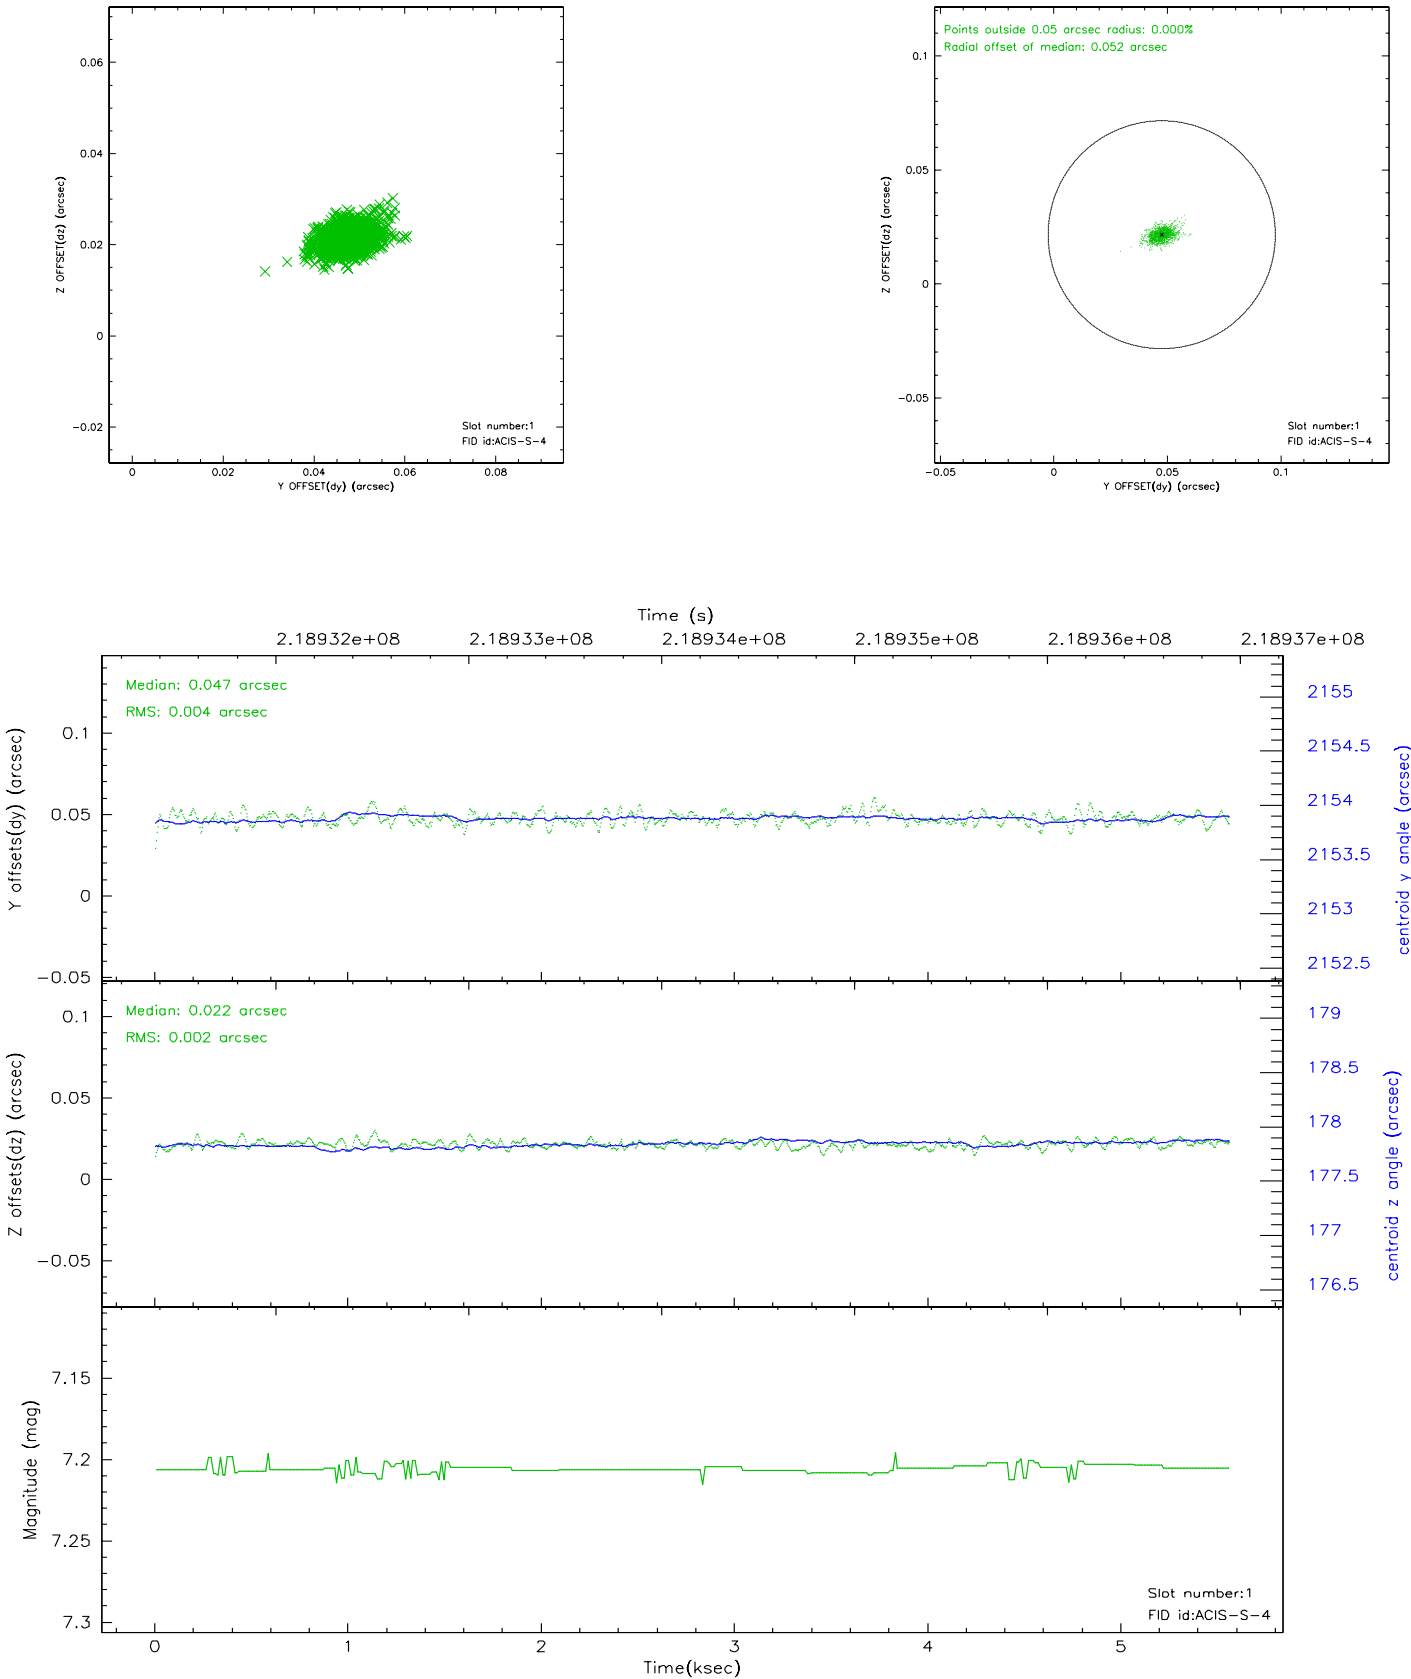 0.06
0.04
0.02
0
−0.02
Z OFFSET(dz) (arcsec)
Slot number:1
FID id:ACIS−S−4
0 0.02 0.04 0.06 0.08
Y OFFSET(dy) (arcsec)
Points outside 0.05 arcsec radius: 0.000%
Radial offset of median: 0.052 arcsec
0.1
0.05
0
−0.05
Z OFFSET(dz) (arcsec)
Slot number:1
FID id:ACIS−S−4
−0.05 0 0.05 0.1
Y OFFSET(dy) (arcsec)
Time (s)
2.18932e+08 2.18933e+08 2.18934e+08 2.18935e+08 2.18936e+08 2.18937e+08
Median: 0.047 arcsec
RMS: 0.004 arcsec
0.1
0.05
0
−0.05
Y offsets(dy) (arcsec)
2155
2154.5
2154
2153.5
2153
2152.5
centroid y angle (arcsec)
Median: 0.022 arcsec
RMS: 0.002 arcsec
0.1
0.05
0
−0.05
Z offsets(dz) (arcsec)
179
178.5
178
177.5
177
176.5
centroid z angle (arcsec)
7.15
7.2
7.25
7.3
Magnitude (mag)
Slot number:1
FID id:ACIS−S−4
0 1 2 3 4 5
Time(ksec)